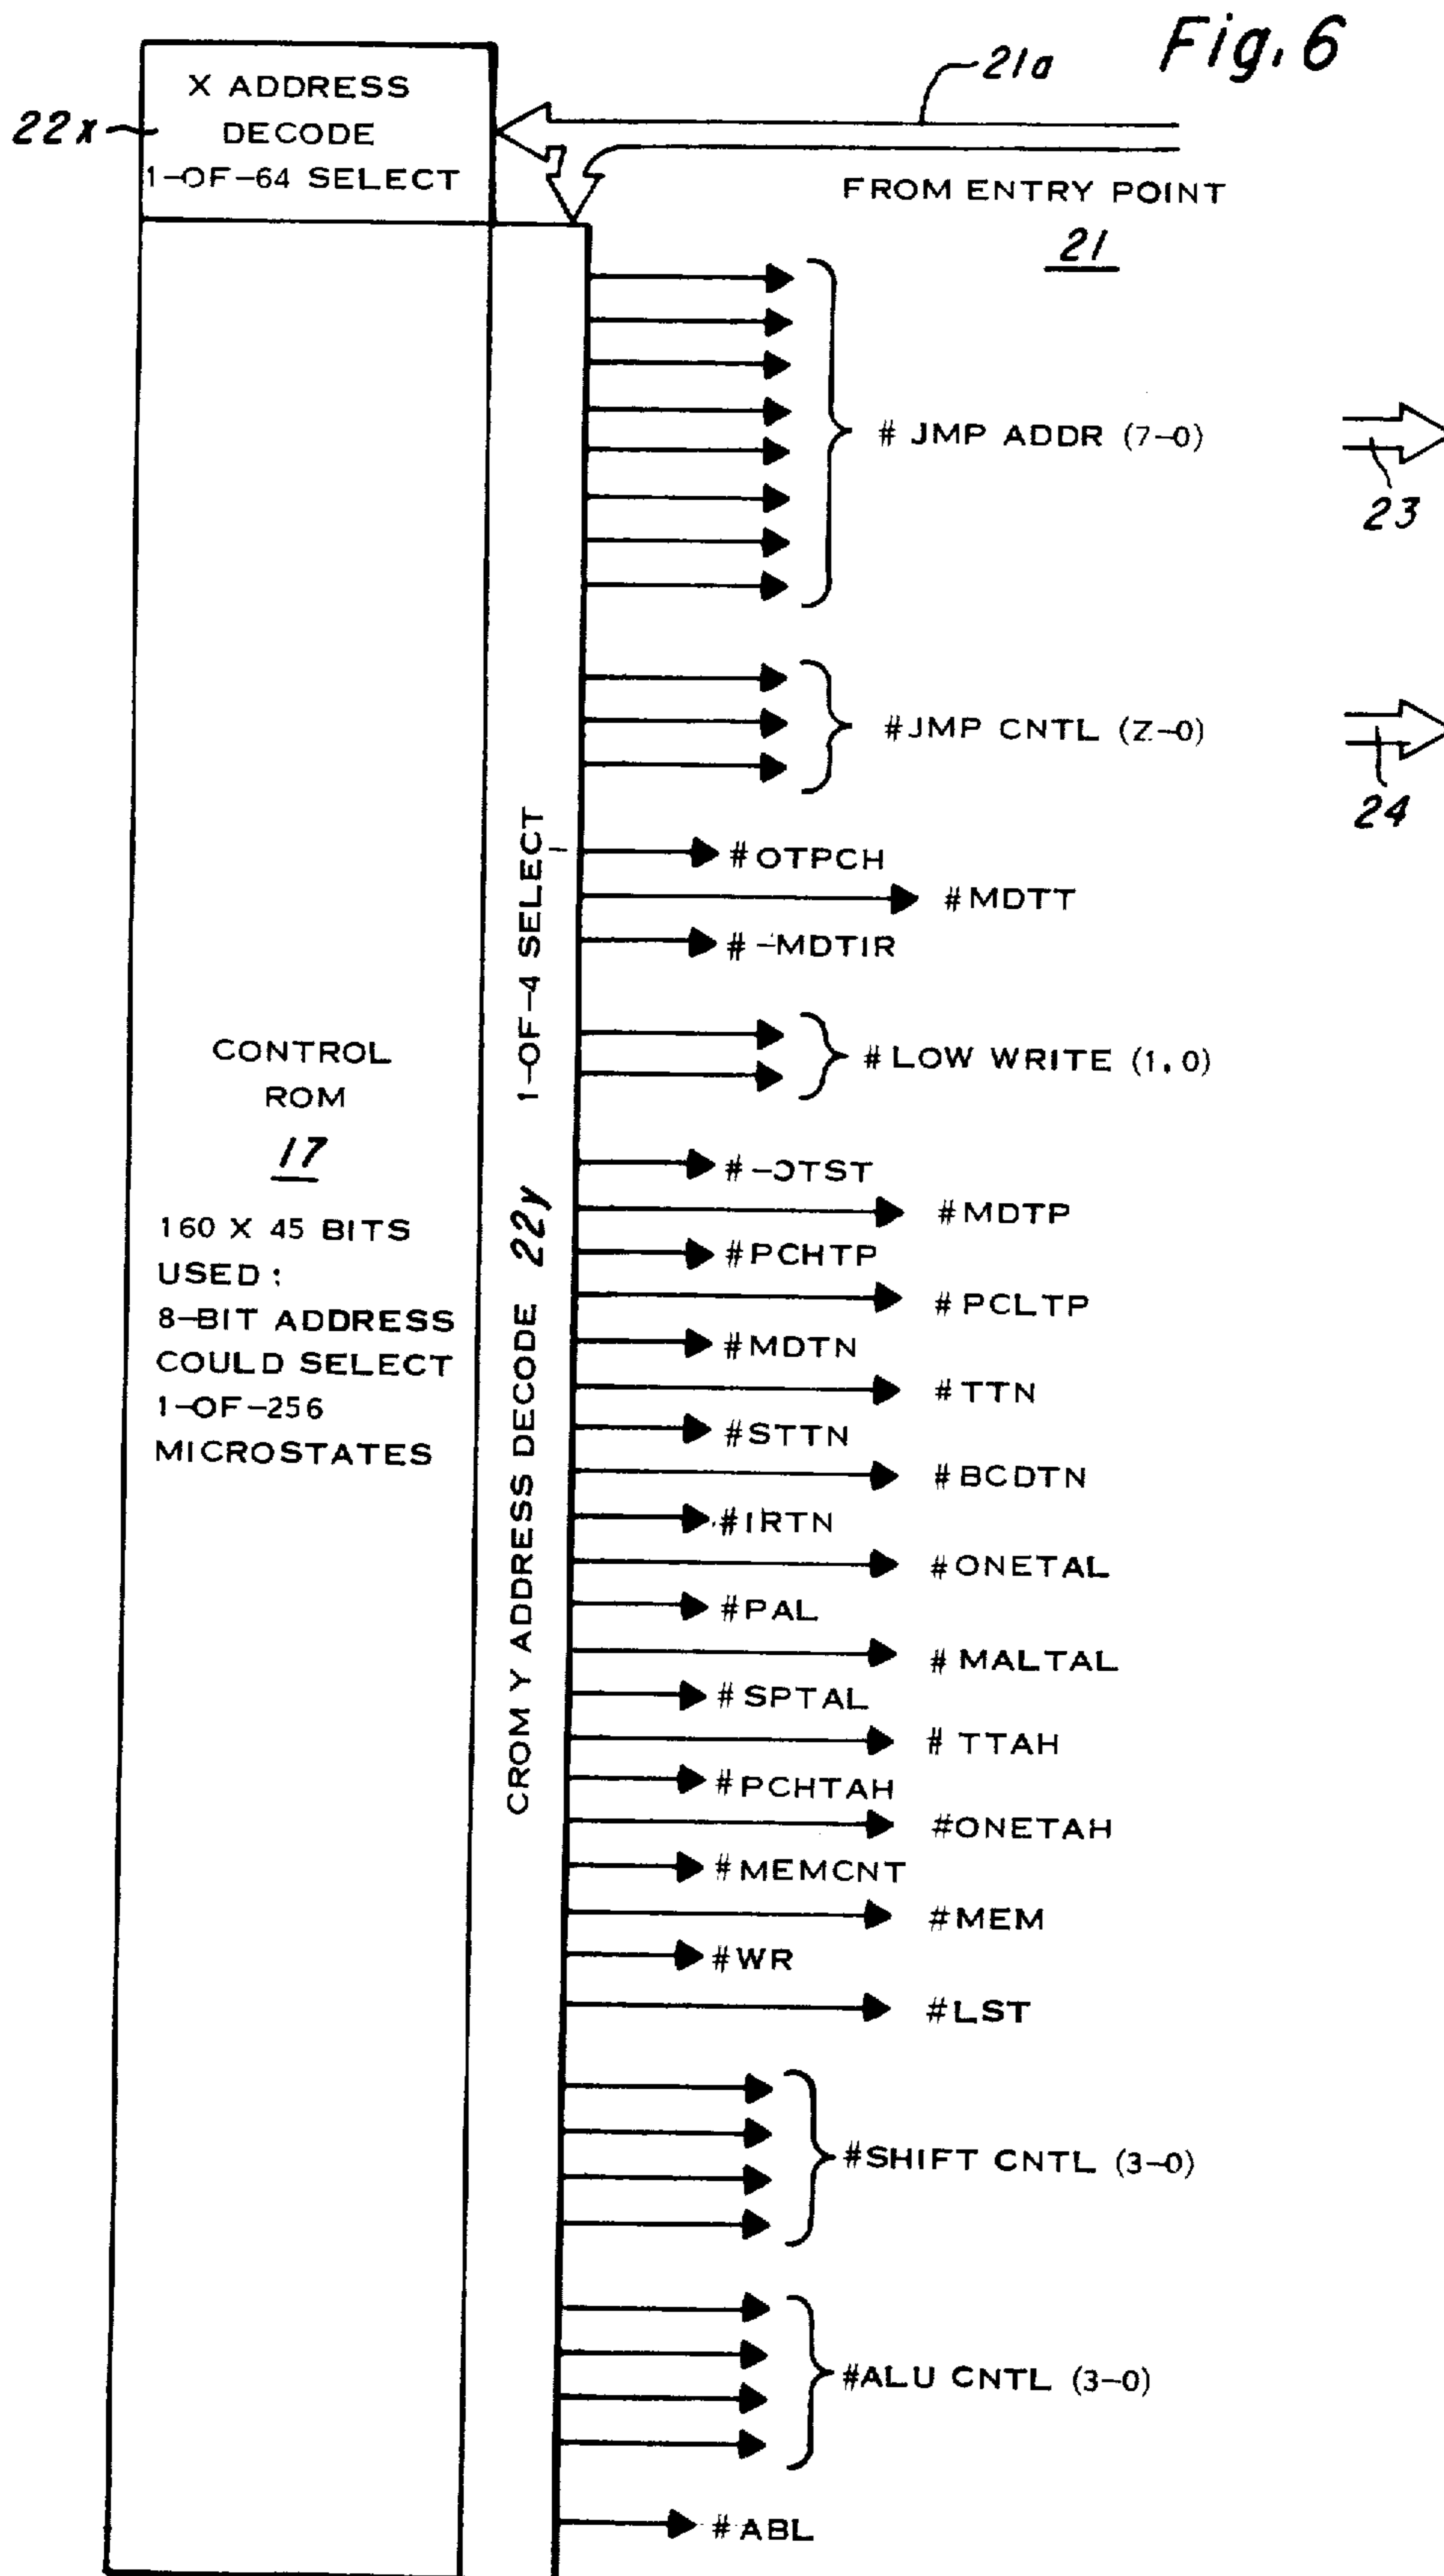 Fig. 6
21a
X ADDRESS
DECODE
1-OF-64 SELECT
22x
FROM ENTRY POINT
21
# JMP ADDR (7-0)
23
#JMP CNTL (Z-0)
24
#OTPCH
#MDTT
#-MDTIR
#LOW WRITE (1,0)
#-OTST
#MDTP
#PCHTP
#PCLTP
#MDTN
#TTN
#STTN
#BCDTN
#IRTN
#ONETAL
#PAL
#MALTAL
#SPTAL
#TTAH
#PCHTAH
#ONETAH
#MEMCNT
#MEM
#WR
#LST
#SHIFT CNTL (3-0)
#ALU CNTL (3-0)
#ABL
CROM Y ADDRESS DECODE 22y 1-OF-4 SELECT
CONTROL
ROM
17
160 X 45 BITS
USED:
8-BIT ADDRESS
COULD SELECT
1-OF-256
MICROSTATES